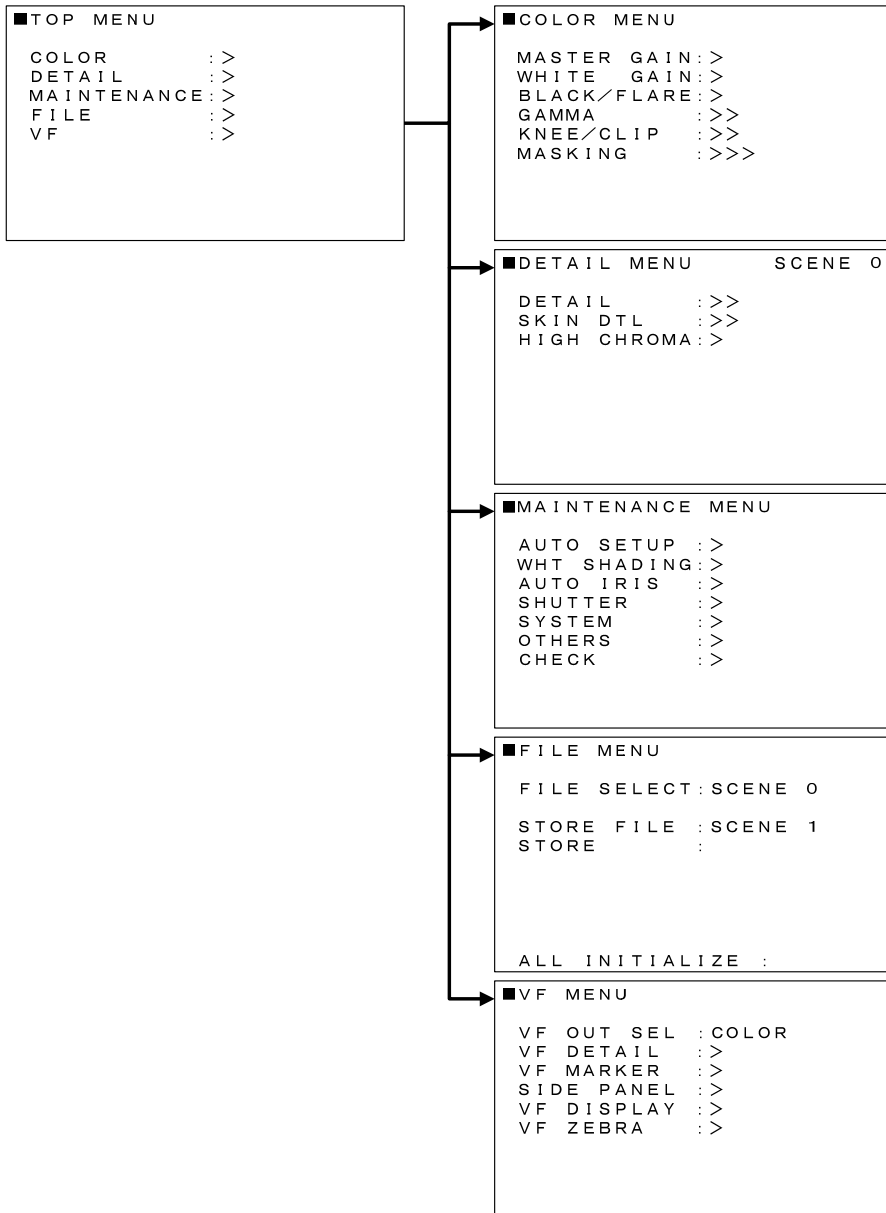 ■TOP MENU
COLOR :>
DETAIL :>
MAINTENANCE:>
FILE :>
VF :>
■COLOR MENU
MASTER GAIN:>
WHITE GAIN:>
BLACK/FLARE:>
GAMMA :>>
KNEE/CLIP :>>
MASKING :>>>
■DETAIL MENU SCENE 0
DETAIL :>>
SKIN DTL :>>
HIGH CHROMA:>
■MAINTENANCE MENU
AUTO SETUP :>
WHT SHADING:>
AUTO IRIS :>
SHUTTER :>
SYSTEM :>
OTHERS :>
CHECK :>
■FILE MENU
FILE SELECT:SCENE 0
STORE FILE :SCENE 1
STORE :
ALL INITIALIZE :
■VF MENU
VF OUT SEL :COLOR
VF DETAIL :>
VF MARKER :>
SIDE PANEL :>
VF DISPLAY :>
VF ZEBRA :>